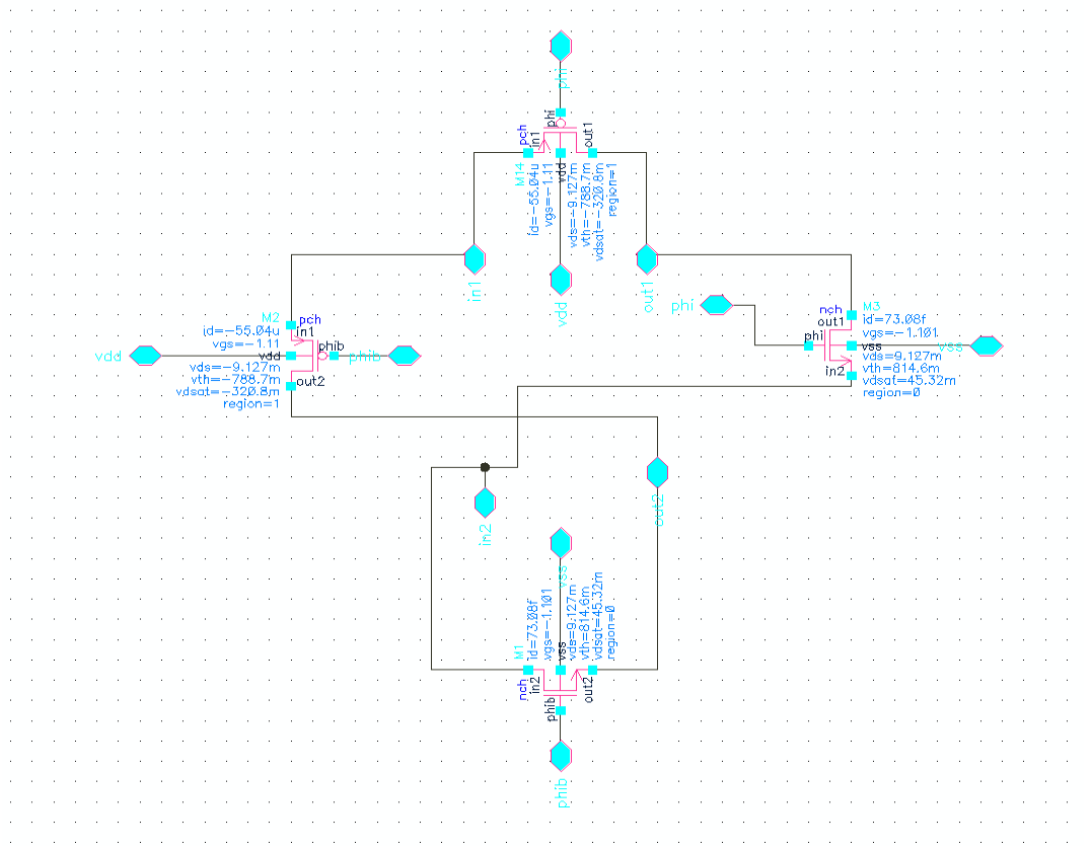 phi
phi
pch
in1
out1
M14
id=-55.04u
vgs=-1.11
vdd
vds=-9.127m
vth=-788.7m
vdsat=-320.8m
region=1
in1
vdd
out1
M2
pch
id=-55.04u
in1
vgs=-1.11
phib
vdd
vdd
phib
vds=-9.127m
vth=-788.7m
out2
vdsat=-320.8m
region=1
phi
nch
M3
out1
id=73.08f
phi
vgs=-1.101
vss
vss
vds=9.127m
in2
vth=814.6m
vdsat=45.32m
region=0
in2
out2
vss
M1
id=73.08f
vgs=-1.101
vss
vds=9.127m
vth=814.6m
vdsat=45.32m
region=0
nch
in2
out2
phib
phib